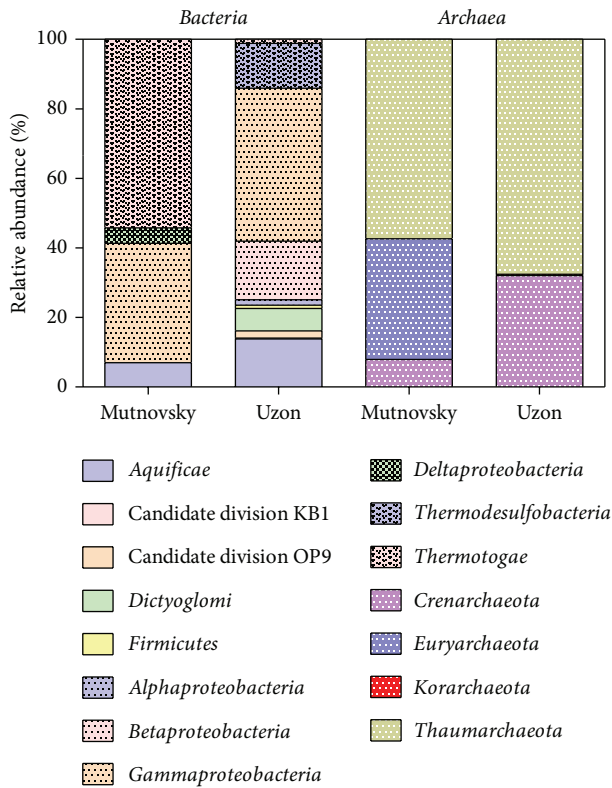 Bacteria Archaea
100
80
60
40
20
0
Relative abundance (%)
Mutnovsky Uzon Mutnovsky Uzon
Aquificae
Candidate division KB1
Candidate division OP9
Dictyoglomi
Firmicutes
Alphaproteobacteria
Betaproteobacteria
Gammaproteobacteria
Deltaproteobacteria
Thermodesulfobacteria
Thermotogae
Crenarchaeota
Euryarchaeota
Korarchaeota
Thaumarchaeota